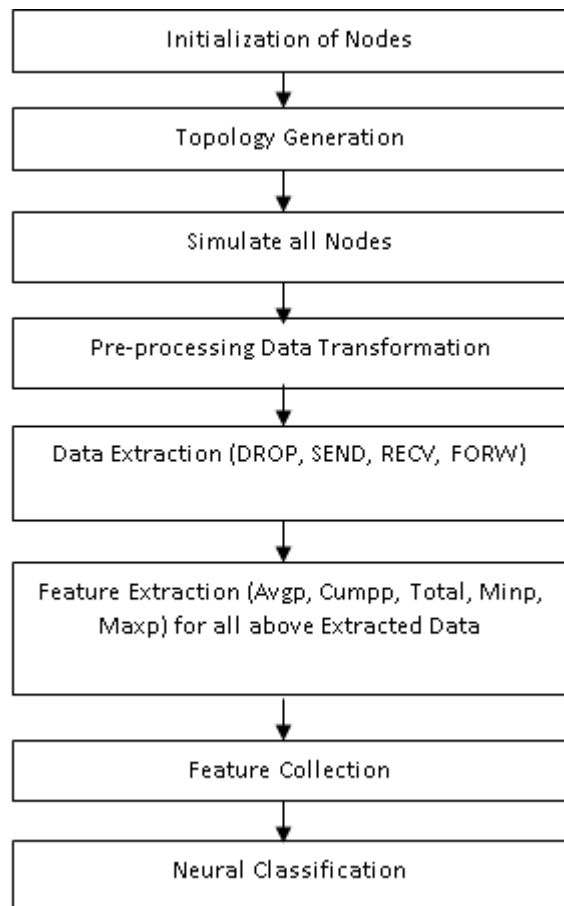 Initialization of Nodes
Topology Generation
Simulate all Nodes
Pre-processing Data Transformation
Data Extraction (DROP, SEND, RECV, FORW)
Feature Extraction (Avgp, Cumpp, Total, Minp,
Maxp) for all above Extracted Data
Feature Collection
Neural Classification